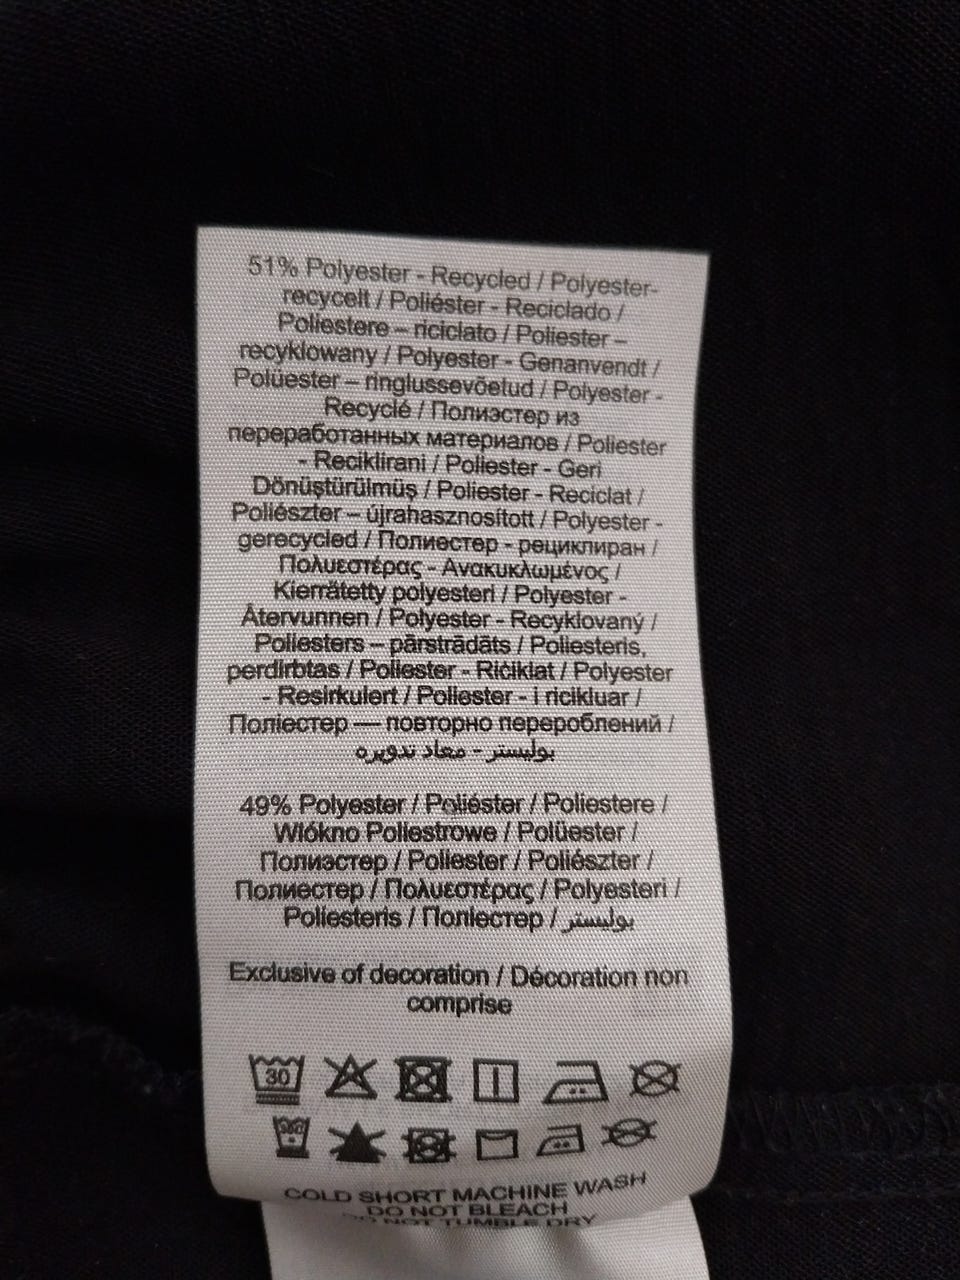 51% Polyester - Recycled / Polyester-
recycelt / Poliéster - Reciclado /
Poliestere – riciclato / Poliester –
recyklowany / Polyester - Genanvendt /
Polüester – ringlussevõetud / Polyester -
Recyclé / Полиэстер из
переработанных материалов / Poliester
- Reciklirani / Poliester - Geri
Dönüştürülmüş / Poliester - Reciclat /
Poliészter – újrahasznosított / Polyester -
gerecycled / Полиестер - рециклиран /
Πολυεστέρας - Ανακυκλωμένος /
Kierrätetty polyesteri / Polyester -
Återvunnen / Polyester - Recyklovaný /
Poliesters – pārstrādāts / Poliesteris,
perdirbtas / Poliester - Riċiklat / Polyester
- Resirkulert / Poliester - i ricikluar /
Поліестер — повторно перероблений /
بوليستر - معاد تدويره
49% Polyester / Poliéster / Poliestere /
Włókno Poliestrowe / Polüester /
Полиэстер / Poliester / Poliészter /
Полиестер / Πολυεστέρας / Polyesteri /
Poliesteris / Поліестер / بوليستر
Exclusive of decoration / Décoration non
comprise
30
COLD SHORT MACHINE WASH
DO NOT BLEACH
DO NOT TUMBLE DRY